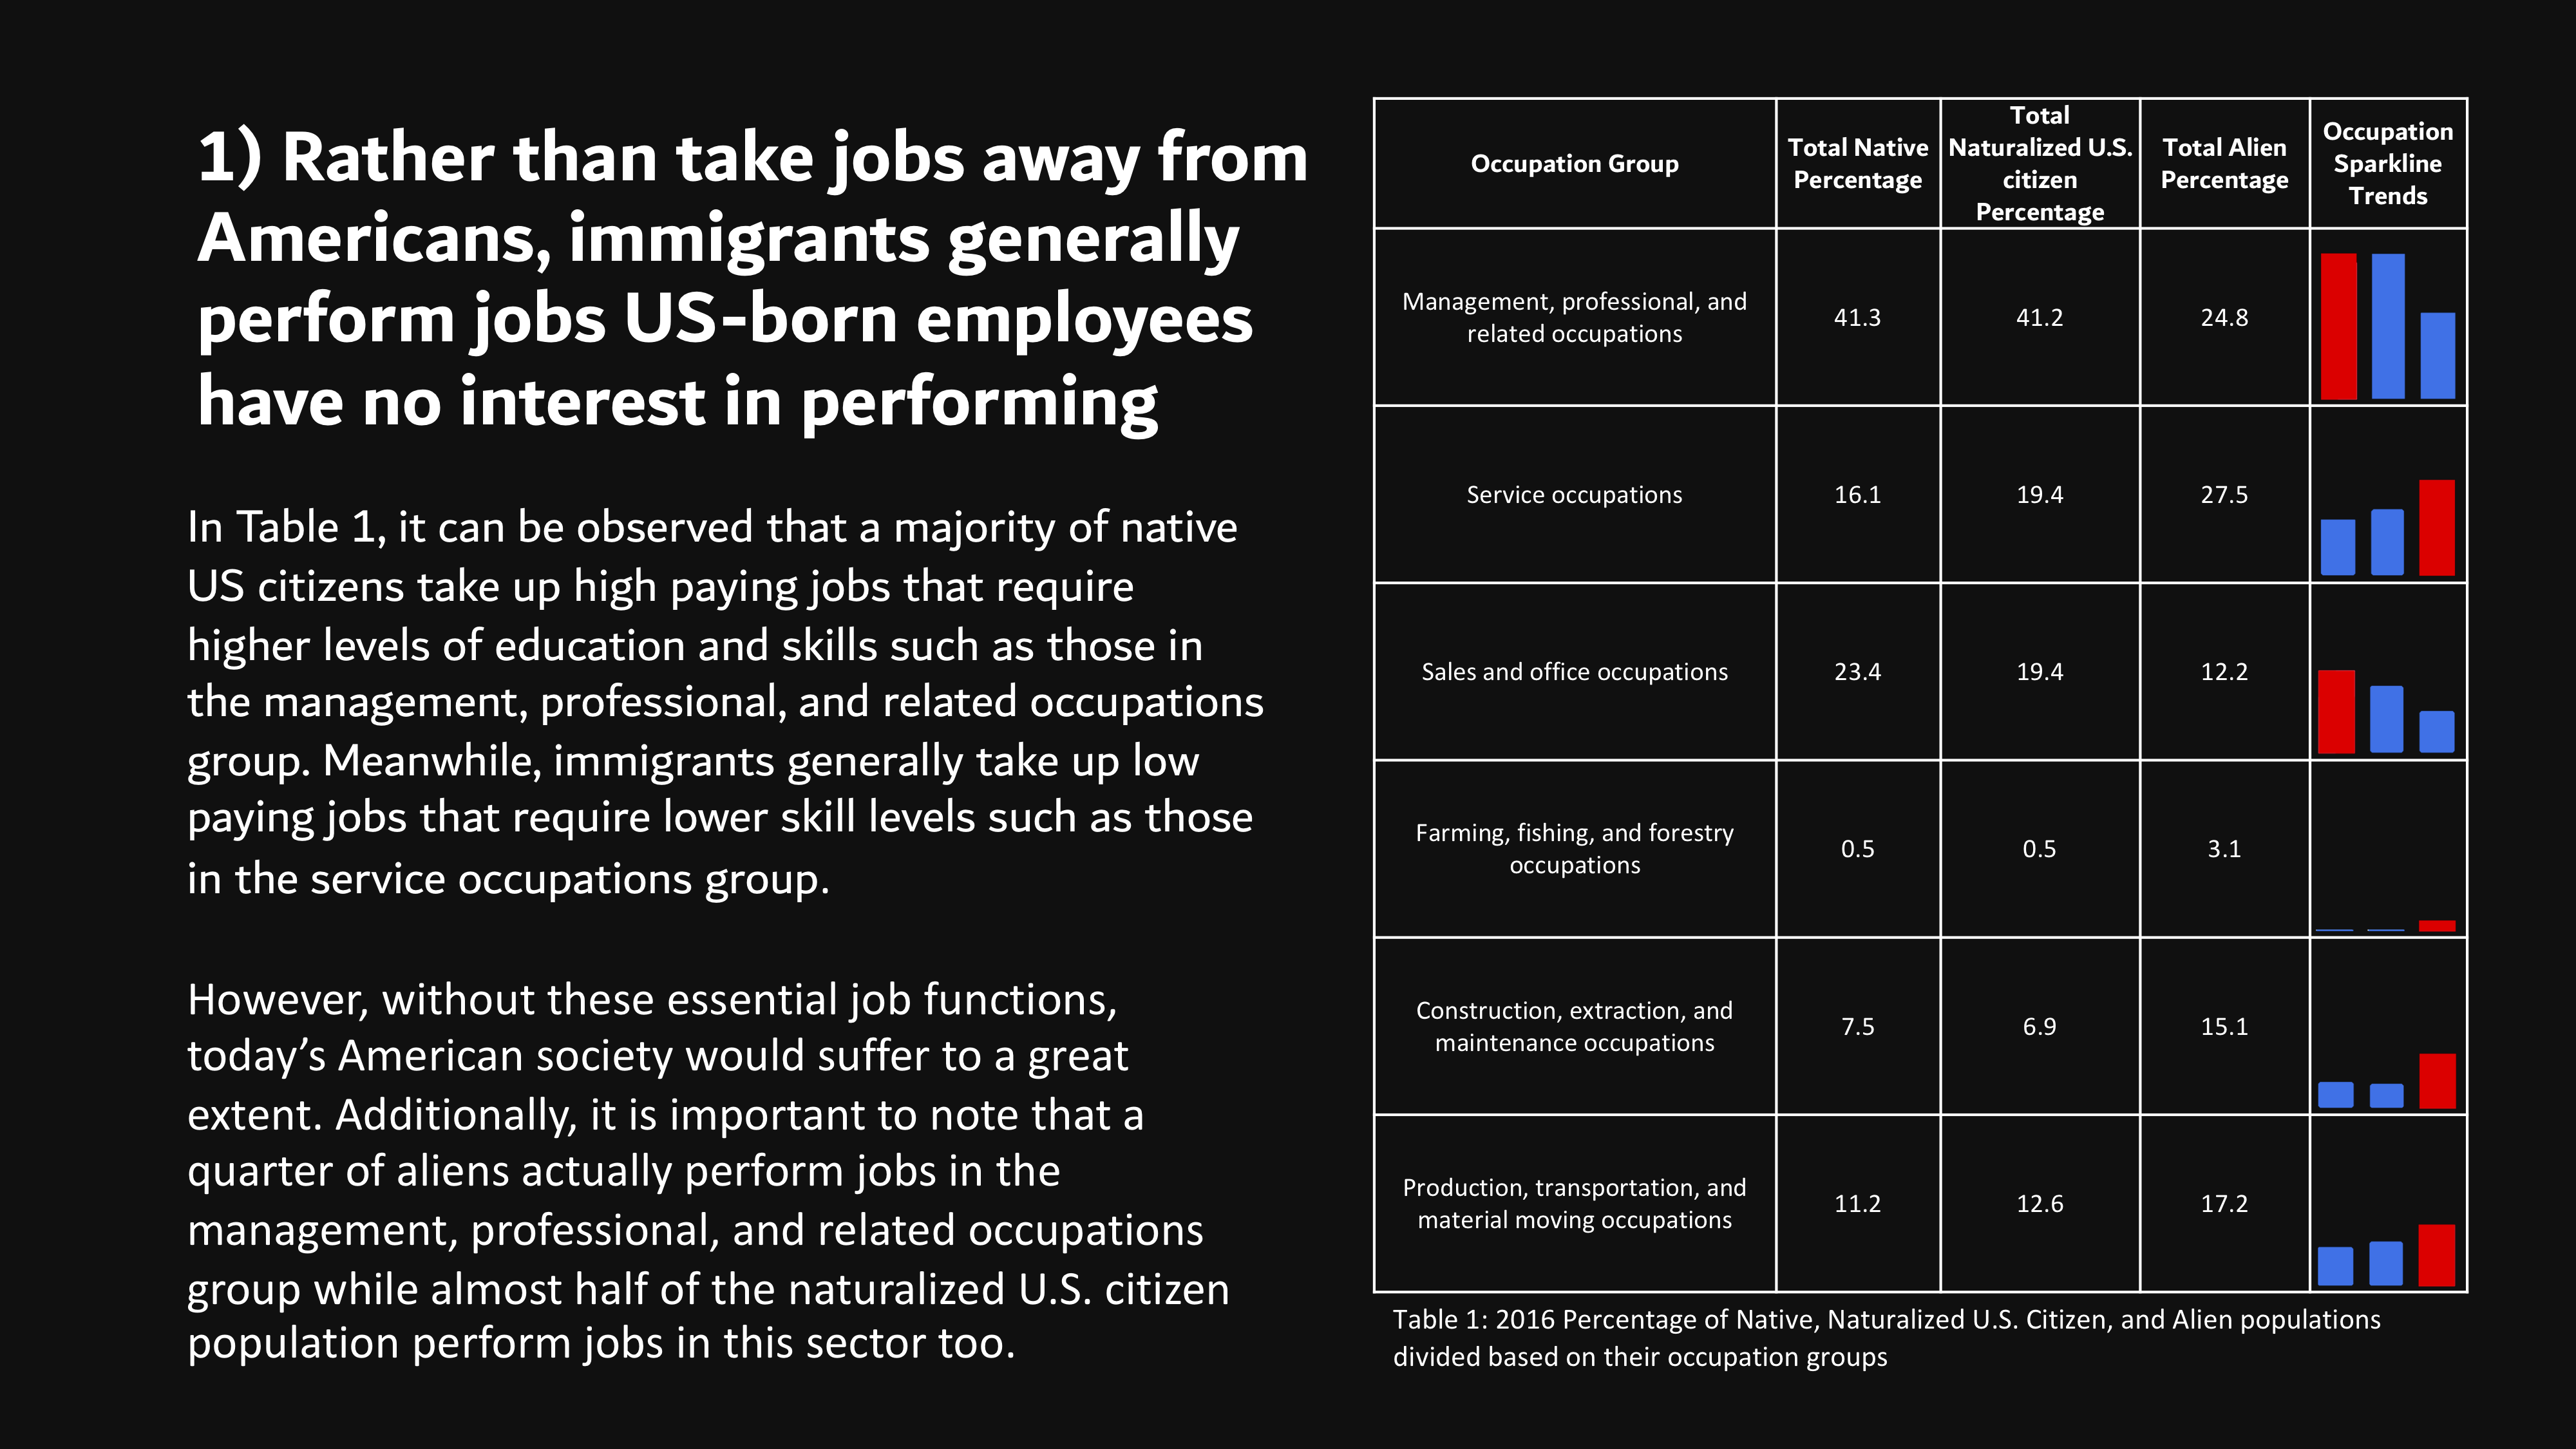 1) Rather than take jobs away from
Americans, immigrants generally
perform jobs US-born employees
have no interest in performing
In Table 1, it can be observed that a majority of native
US citizens take up high paying jobs that require
higher levels of education and skills such as those in
the management, professional, and related occupations
group. Meanwhile, immigrants generally take up low
paying jobs that require lower skill levels such as those
in the service occupations group.
However, without these essential job functions,
today’s American society would suffer to a great
extent. Additionally, it is important to note that a
quarter of aliens actually perform jobs in the
management, professional, and related occupations
group while almost half of the naturalized U.S. citizen
population perform jobs in this sector too.
Occupation Group
Total Native
Percentage
Total
Naturalized U.S.
citizen
Percentage
Total Alien
Percentage
Occupation
Sparkline
Trends
Management, professional, and
related occupations
41.3
41.2
24.8
Service occupations
16.1
19.4
27.5
Sales and office occupations
23.4
19.4
12.2
Farming, fishing, and forestry
occupations
0.5
0.5
3.1
Construction, extraction, and
maintenance occupations
7.5
6.9
15.1
Production, transportation, and
material moving occupations
11.2
12.6
17.2
Table 1: 2016 Percentage of Native, Naturalized U.S. Citizen, and Alien populations
divided based on their occupation groups